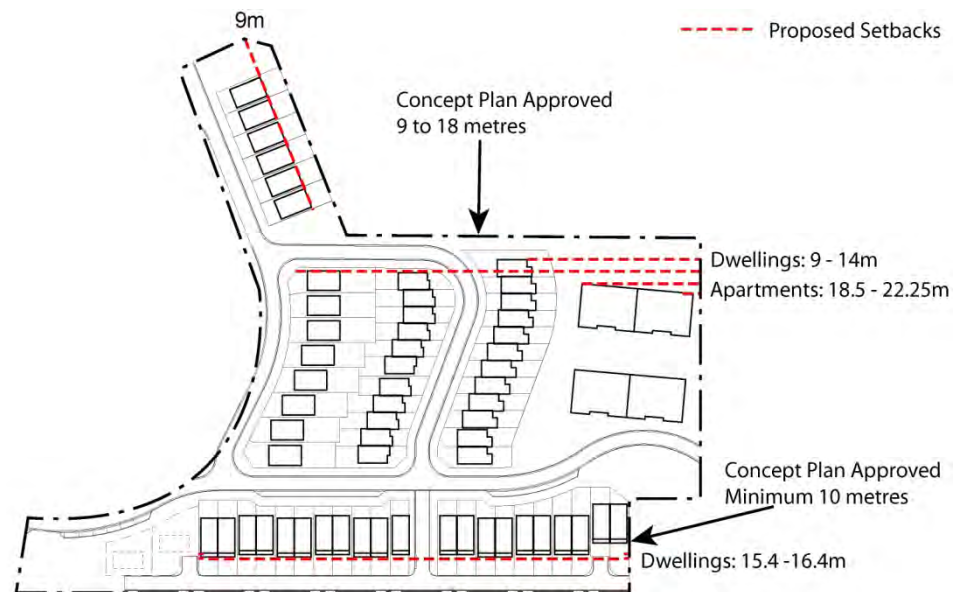 9m
Proposed Setbacks
Concept Plan Approved
9 to 18 metres
Dwellings: 9 - 14m
Apartments: 18.5 - 22.25m
Concept Plan Approved
Minimum 10 metres
Dwellings: 15.4 -16.4m